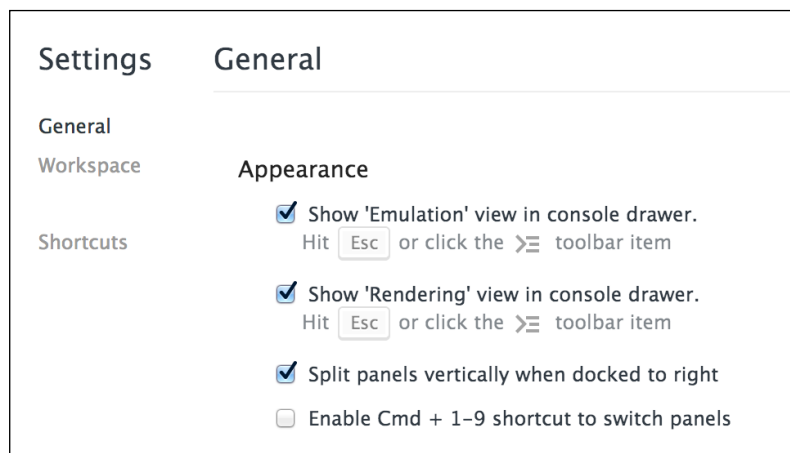 Settings
General
General
Workspace
Shortcuts
Appearance
Show 'Emulation' view in console drawer.
Hit Esc or click the toolbar item
Show 'Rendering' view in console drawer.
Hit Esc or click the toolbar item
Split panels vertically when docked to right
Enable Cmd + 1–9 shortcut to switch panels